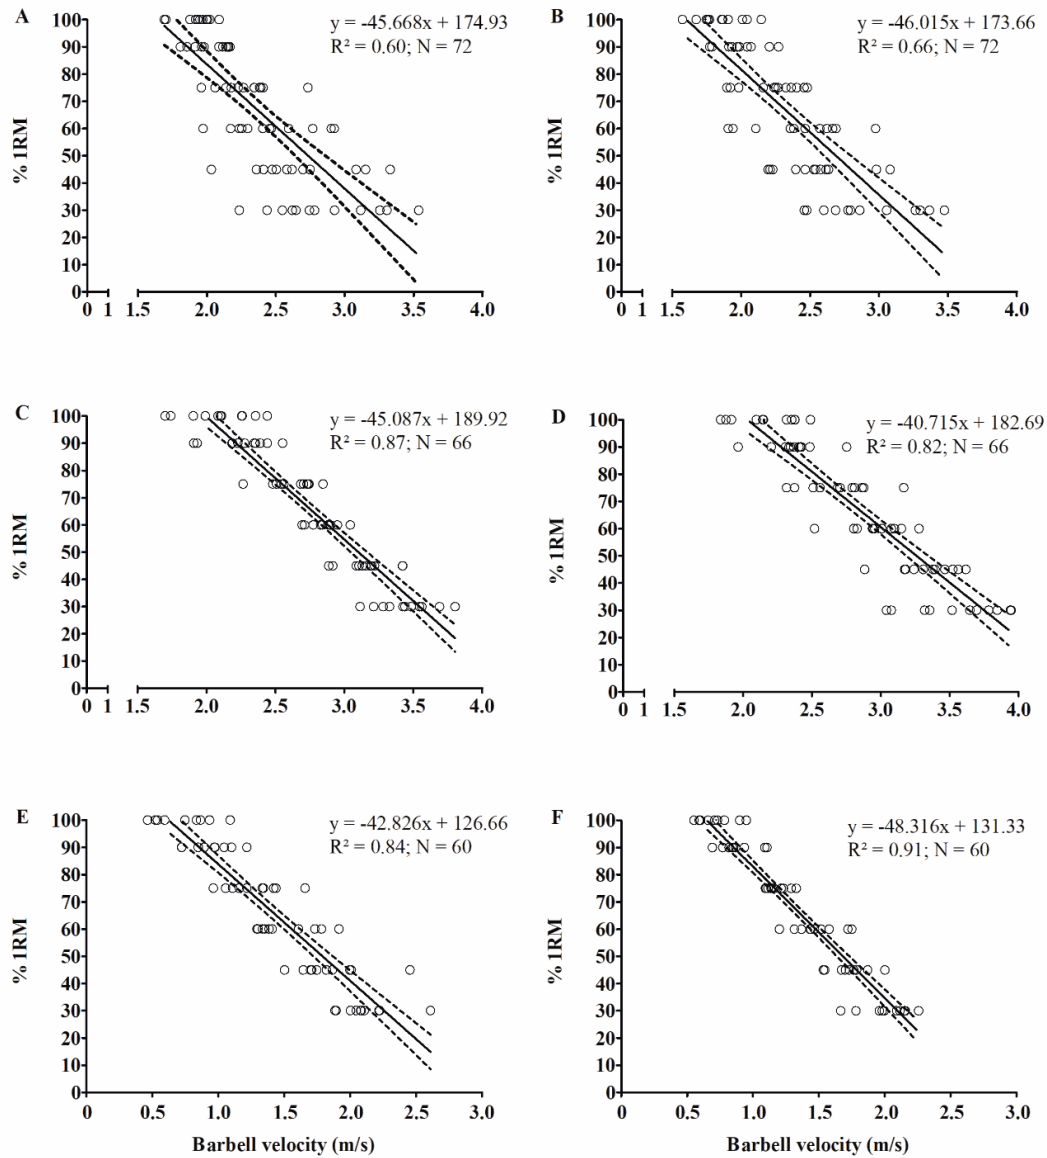 A
y = -45.668x + 174.93
R² = 0.60; N = 72
% 1RM
100
90
80
70
60
50
40
30
20
10
0
0 1 1.5 2.0 2.5 3.0 3.5 4.0
B
y = -46.015x + 173.66
R² = 0.66; N = 72
% 1RM
100
90
80
70
60
50
40
30
20
10
0
0 1 1.5 2.0 2.5 3.0 3.5 4.0
C
y = -45.087x + 189.92
R² = 0.87; N = 66
% 1RM
100
90
80
70
60
50
40
30
20
10
0
0 1 1.5 2.0 2.5 3.0 3.5 4.0
D
y = -40.715x + 182.69
R² = 0.82; N = 66
% 1RM
100
90
80
70
60
50
40
30
20
10
0
0 1 1.5 2.0 2.5 3.0 3.5 4.0
E
y = -42.826x + 126.66
R² = 0.84; N = 60
% 1RM
100
90
80
70
60
50
40
30
20
10
0
0 0.5 1.0 1.5 2.0 2.5 3.0
Barbell velocity (m/s)
F
y = -48.316x + 131.33
R² = 0.91; N = 60
% 1RM
100
90
80
70
60
50
40
30
20
10
0
0 0.5 1.0 1.5 2.0 2.5 3.0
Barbell velocity (m/s)